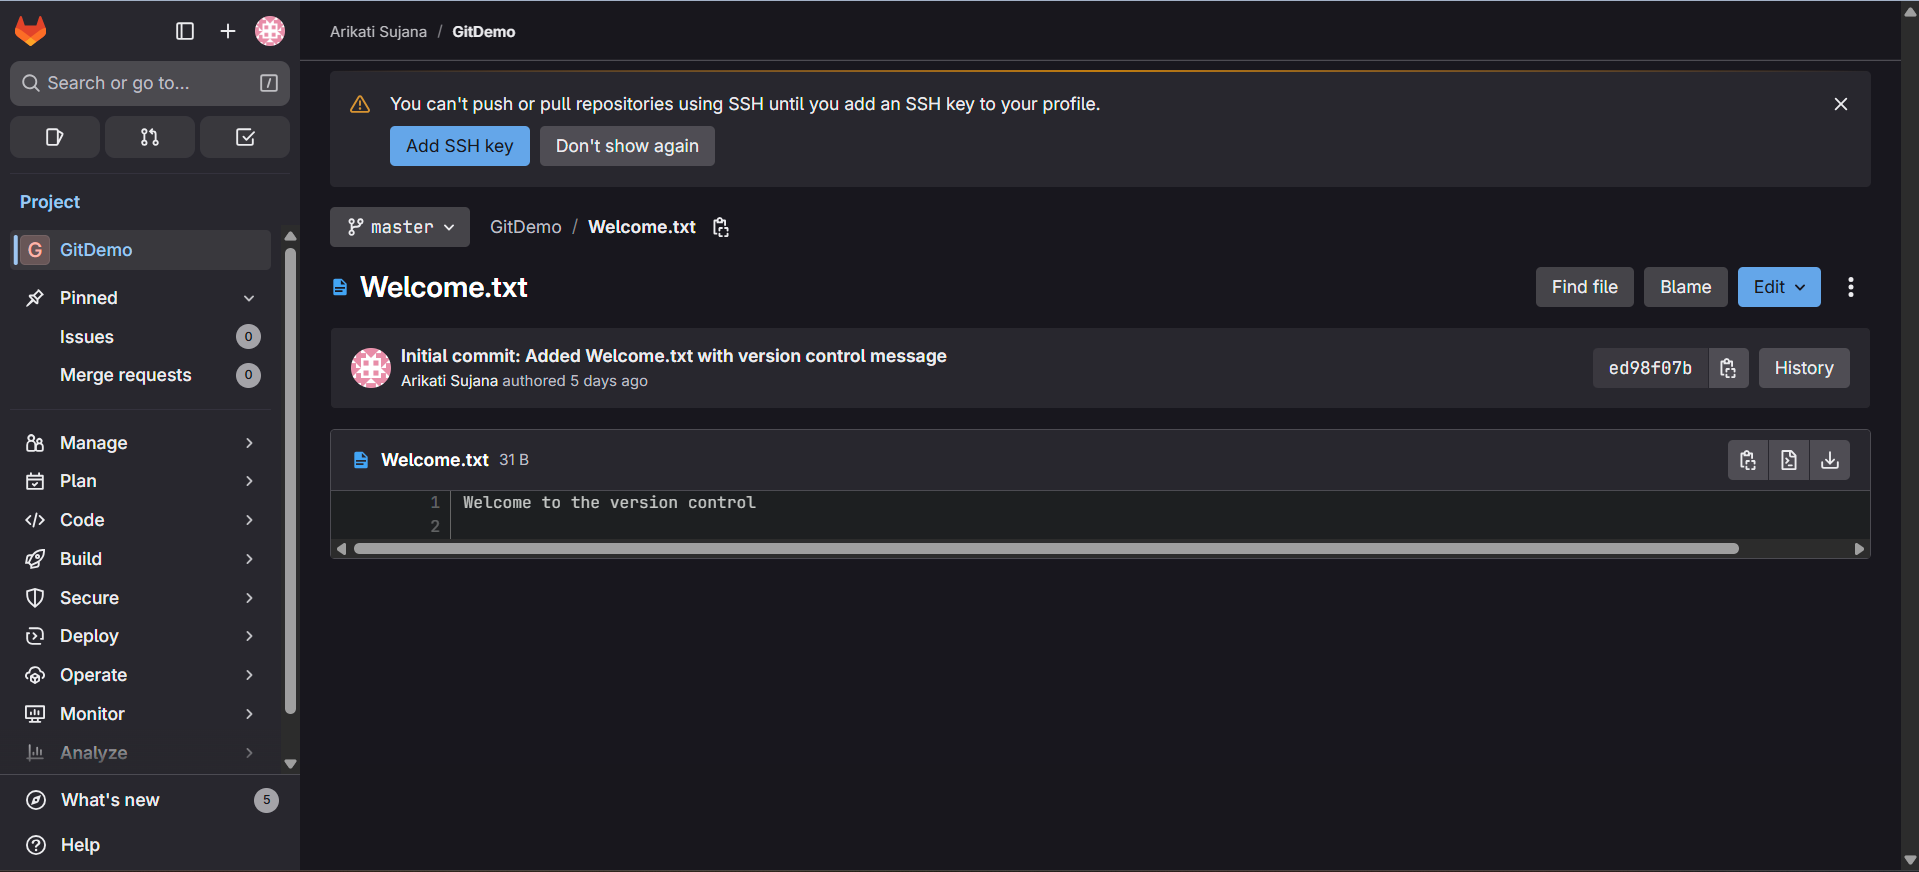 Arikati Sujana / GitDemo
Search or go to... /
You can't push or pull repositories using SSH until you add an SSH key to your profile.
Add SSH key Don't show again
Project
G GitDemo
Pinned
Issues 0
Merge requests 0
Manage
Plan
Code
Build
Secure
Deploy
Operate
Monitor
Analyze
What's new 5
Help
master GitDemo / Welcome.txt
Welcome.txt
Find file Blame Edit
Initial commit: Added Welcome.txt with version control message
Arikati Sujana authored 5 days ago
ed98f07b History
Welcome.txt 31 B
1 Welcome to the version control
2